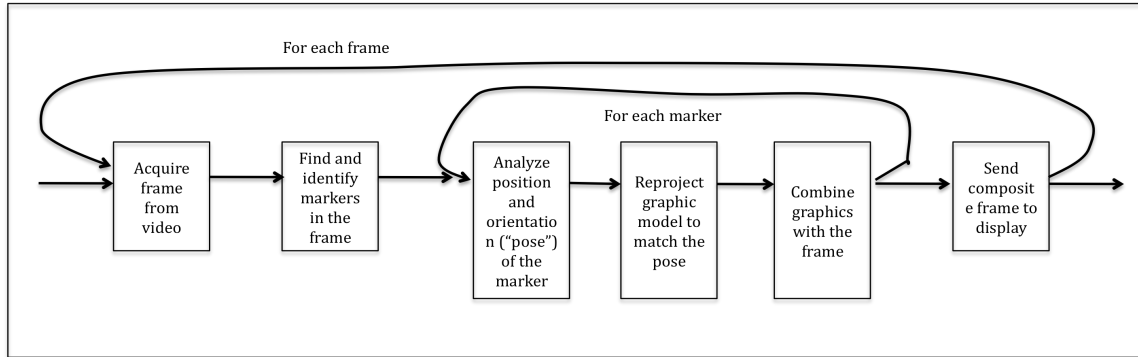 For each frame
For each marker
Acquire
frame
from
video
Find and
identify
markers
in the
frame
Analyze
position
and
orientatio
n (“pose”)
of the
marker
Reproject
graphic
model to
match the
pose
Combine
graphics
with the
frame
Send
composit
e frame to
display